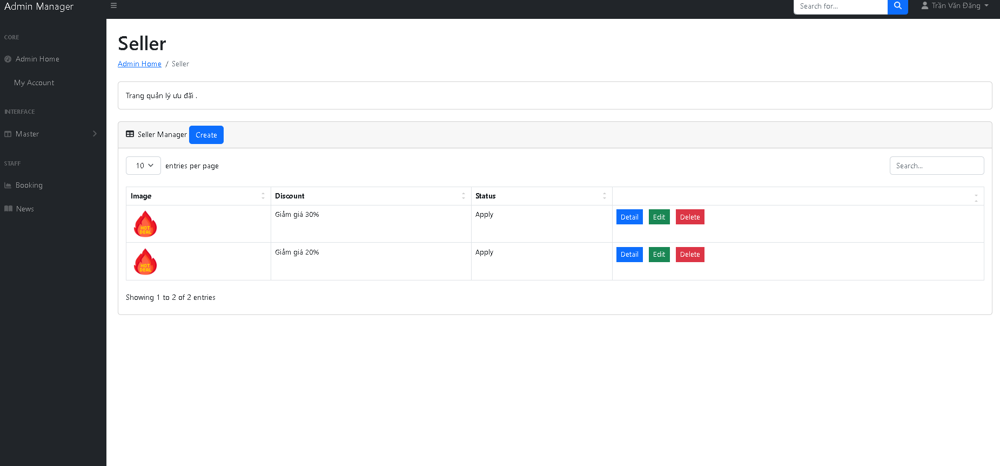 Admin Manager
Search for...
Trần Văn Đăng
CORE
Admin Home
My Account
INTERFACE
Master
STAFF
Booking
News
Seller
Admin Home / Seller
Trang quản lý ưu đãi .
Seller Manager Create
10 entries per page
Search...
Image Discount Status
HOT DEAL Giảm giá 30% Apply Detail Edit Delete
HOT DEAL Giảm giá 20% Apply Detail Edit Delete
Showing 1 to 2 of 2 entries